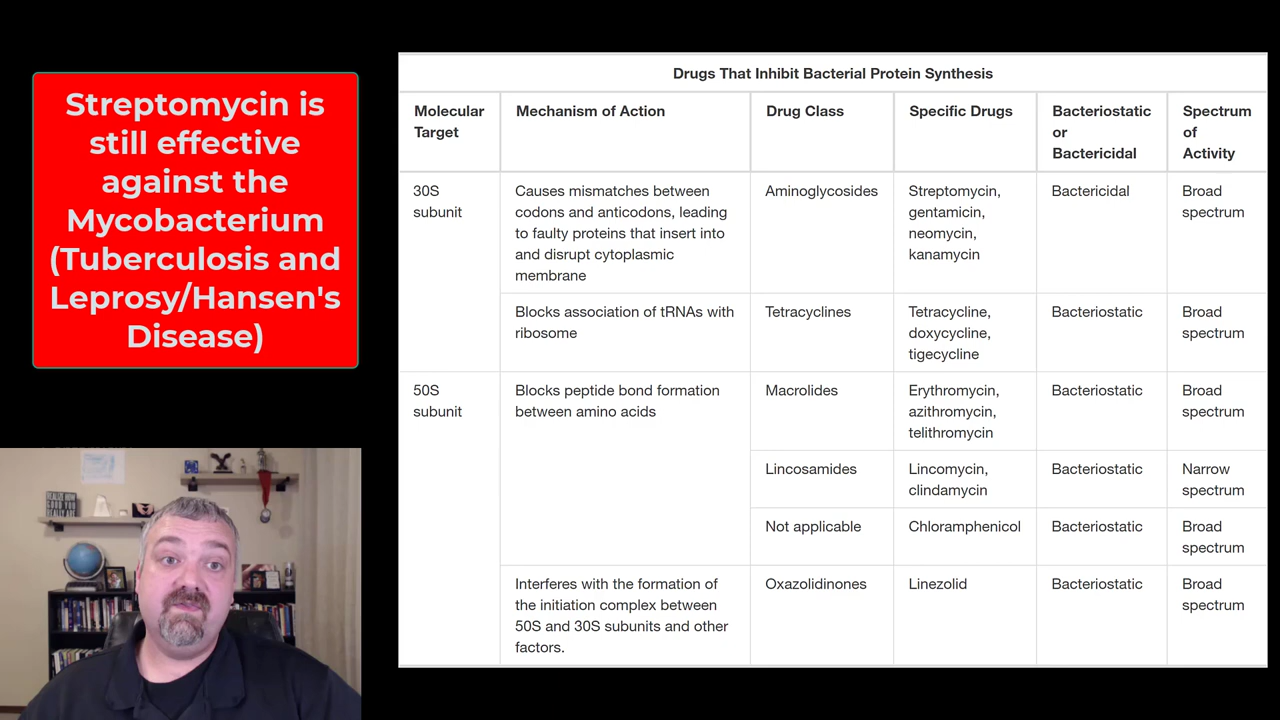 Streptomycin is
still effective
against the
Mycobacterium
(Tuberculosis and
Leprosy/Hansen's
Disease)
Drugs That Inhibit Bacterial Protein Synthesis
Molecular
Target
Mechanism of Action
Drug Class
Specific Drugs
Bacteriostatic
or
Bactericidal
Spectrum
of
Activity
30S
subunit
Causes mismatches between
codons and anticodons, leading
to faulty proteins that insert into
and disrupt cytoplasmic
membrane
Aminoglycosides
Streptomycin,
gentamicin,
neomycin,
kanamycin
Bactericidal
Broad
spectrum
Blocks association of tRNAs with
ribosome
Tetracyclines
Tetracycline,
doxycycline,
tigecycline
Bacteriostatic
Broad
spectrum
50S
subunit
Blocks peptide bond formation
between amino acids
Macrolides
Erythromycin,
azithromycin,
telithromycin
Bacteriostatic
Broad
spectrum
Lincosamides
Lincomycin,
clindamycin
Bacteriostatic
Narrow
spectrum
Not applicable
Chloramphenicol
Bacteriostatic
Broad
spectrum
Interferes with the formation of
the initiation complex between
50S and 30S subunits and other
factors.
Oxazolidinones
Linezolid
Bacteriostatic
Broad
spectrum